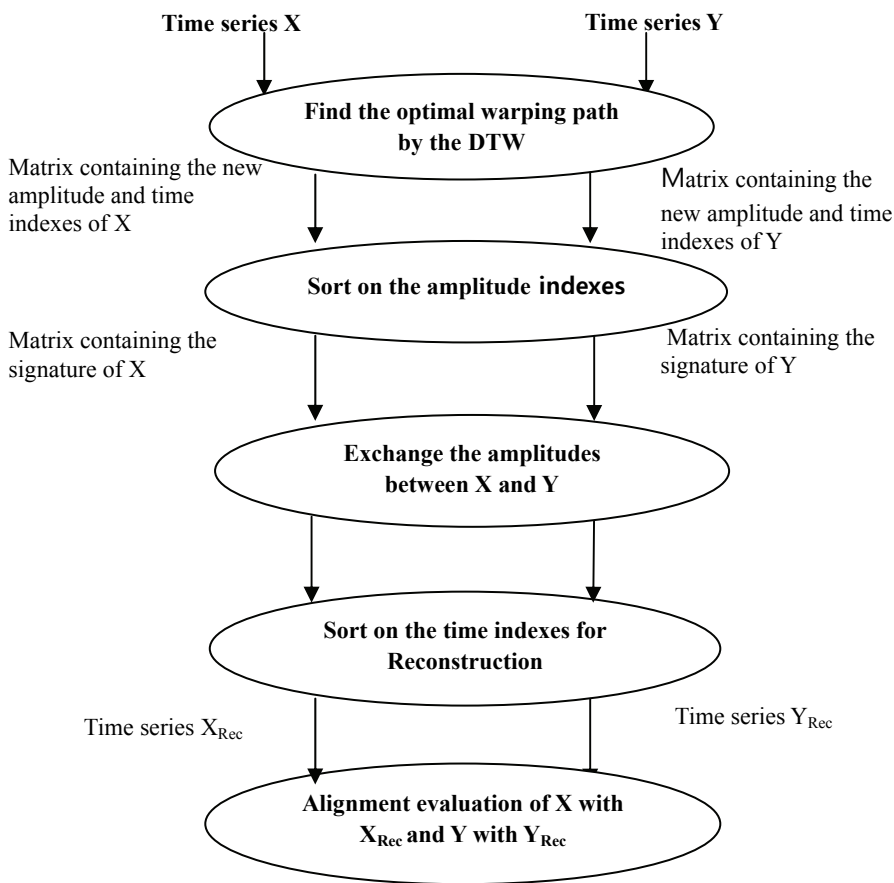 Time series X
Time series Y
Find the optimal warping path
by the DTW
Matrix containing the new
amplitude and time
indexes of X
Matrix containing the
new amplitude and time
indexes of Y
Sort on the amplitude indexes
Matrix containing the
signature of X
Matrix containing the
signature of Y
Exchange the amplitudes
between X and Y
Sort on the time indexes for
Reconstruction
Time series XRec
Time series YRec
Alignment evaluation of X with
XRec and Y with YRec